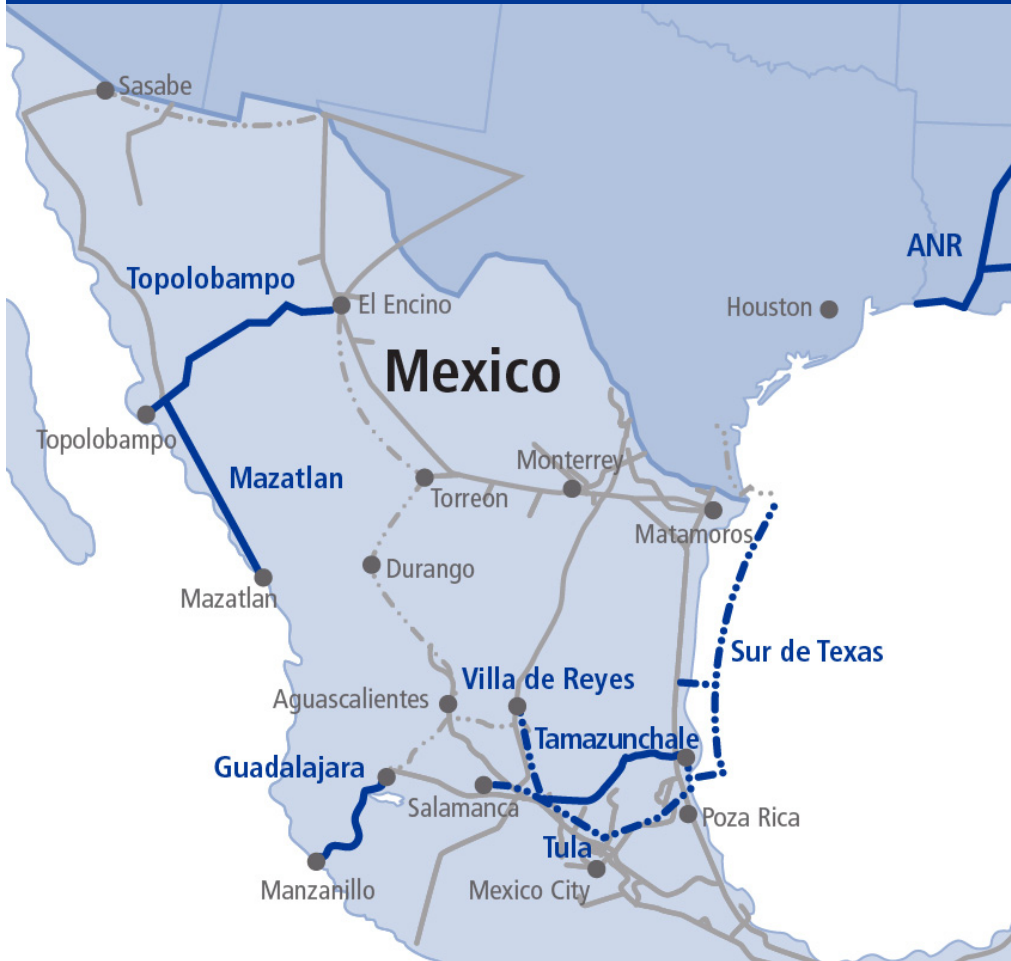 Sasabe
ANR
Topolobampo
El Encino
Houston
Mexico
Topolobampo
Monterrey
Mazatlan
Torreon
Matamoros
Durango
Mazatlan
Sur de Texas
Villa de Reyes
Aguascalientes
Tamazunchale
Guadalajara
Salamanca
Poza Rica
Tula
Manzanillo
Mexico City